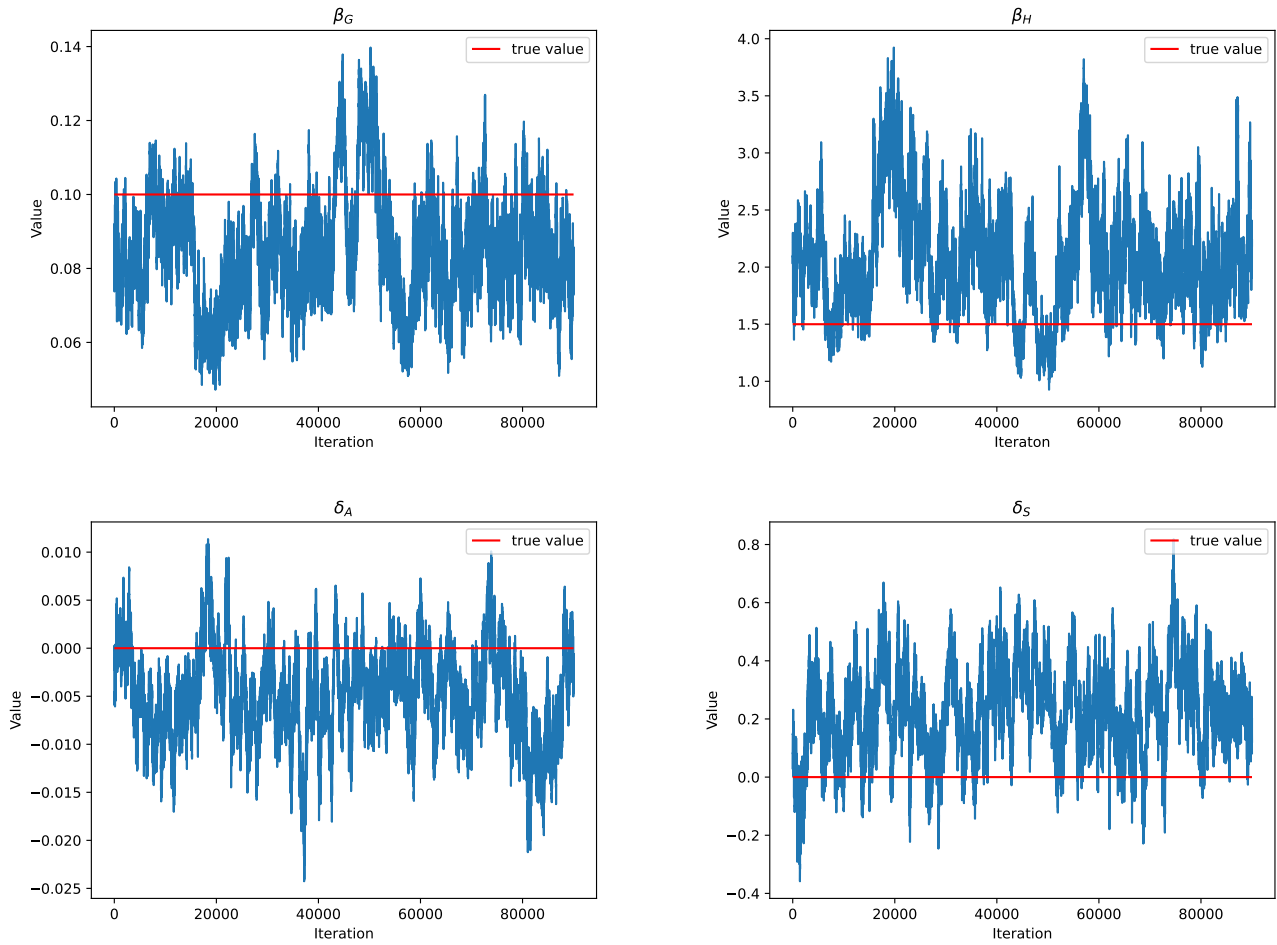 β_G
true value
Value
0.14
0.12
0.10
0.08
0.06
0 20000 40000 60000 80000
Iteration
β_H
true value
Value
4.0
3.5
3.0
2.5
2.0
1.5
1.0
0 20000 40000 60000 80000
Iteraton
δ_A
true value
Value
0.010
0.005
0.000
−0.005
−0.010
−0.015
−0.020
−0.025
0 20000 40000 60000 80000
Iteration
δ_S
true value
Value
0.8
0.6
0.4
0.2
0.0
−0.2
−0.4
0 20000 40000 60000 80000
Iteration